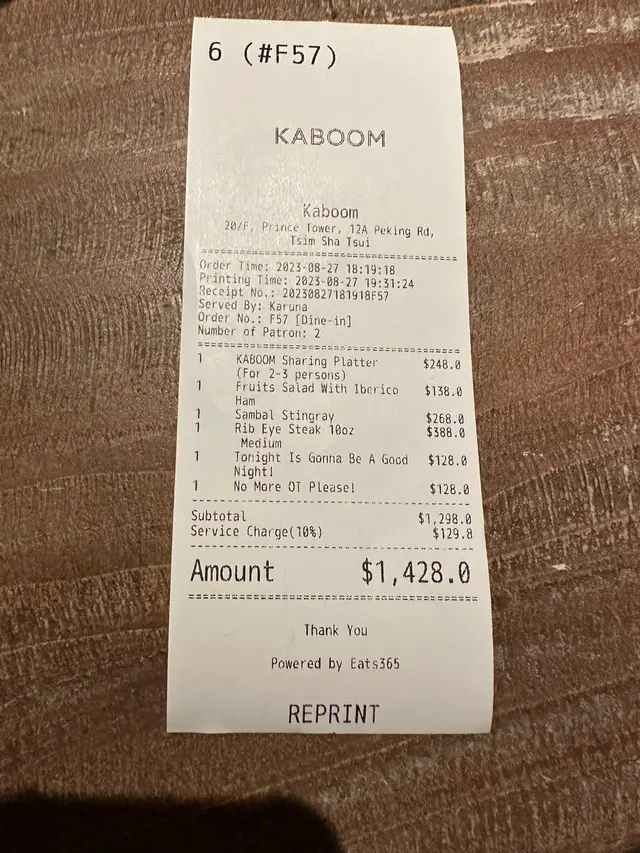 6 (#F57)
KABOOM
Kaboom
20/F, Prince Tower, 12A Peking Rd,
Tsim Sha Tsui
Order Time: 2023-08-27 18:19:18
Printing Time: 2023-08-27 19:31:24
Receipt No.: 20230827181918F57
Served By: Karuna
Order No.: F57 [Dine-in]
Number of Patron: 2
1 KABOOM Sharing Platter $248.0
(For 2-3 persons)
1 Fruits Salad With Iberico $138.0
Ham
1 Sambal Stingray $268.0
1 Rib Eye Steak 10oz $388.0
Medium
1 Tonight Is Gonna Be A Good $128.0
Night!
1 No More OT Please! $128.0
Subtotal $1,298.0
Service Charge(10%) $129.8
Amount $1,428.0
Thank You
Powered by Eats365
REPRINT